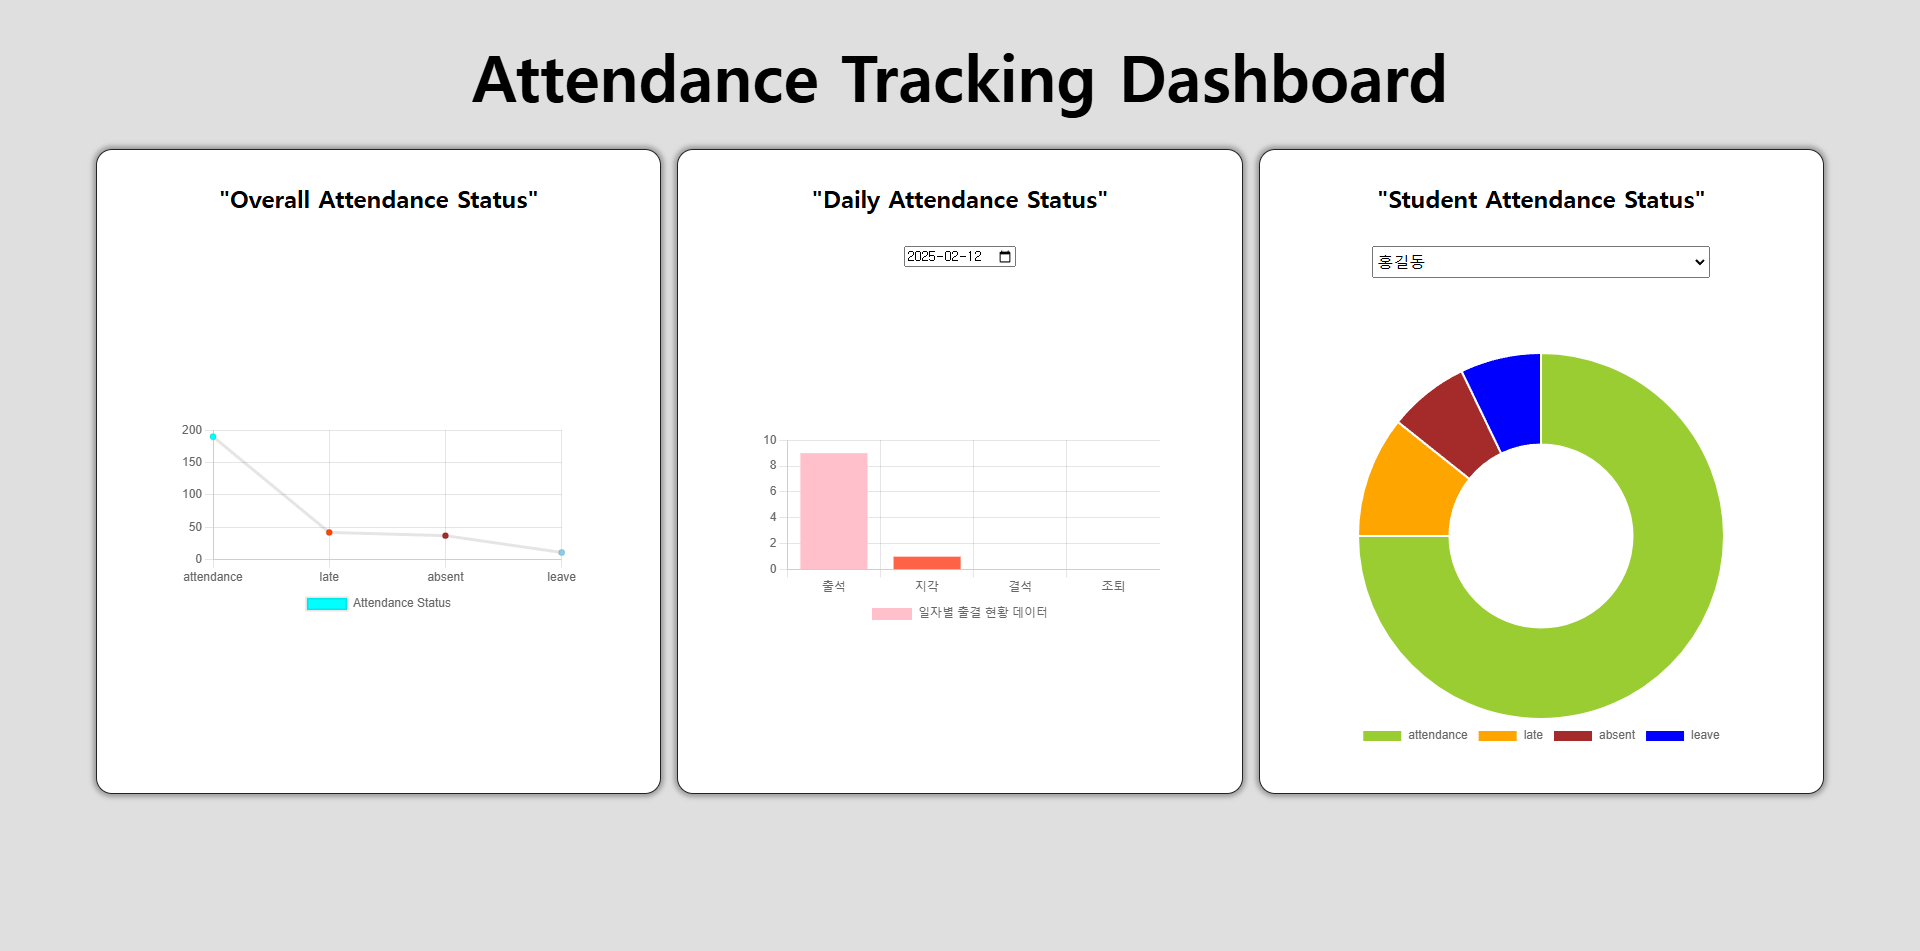 Attendance Tracking Dashboard
"Overall Attendance Status"
200
150
100
50
0
attendance late absent leave
Attendance Status
"Daily Attendance Status"
2025-02-12
10
8
6
4
2
0
출석 지각 결석 조퇴
일자별 출결 현황 데이터
"Student Attendance Status"
홍길동
attendance late absent leave